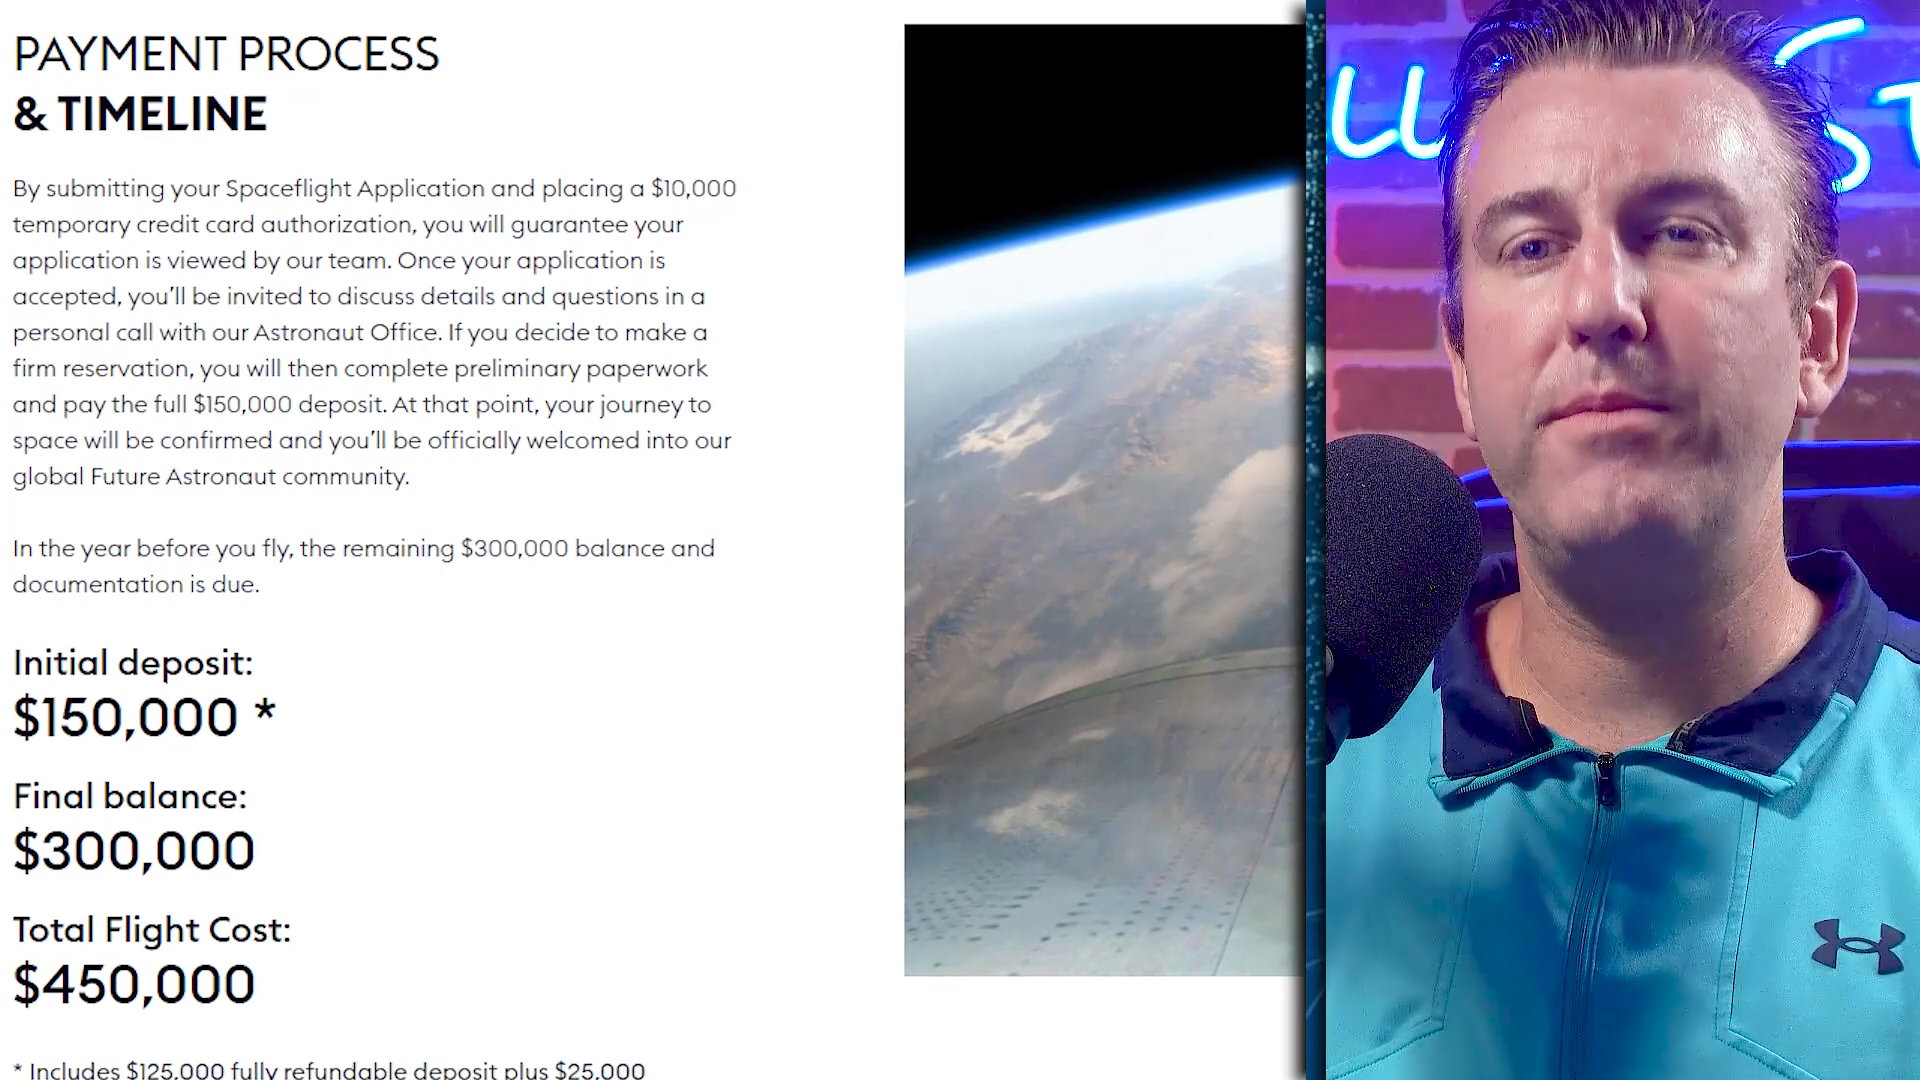 PAYMENT PROCESS
& TIMELINE
By submitting your Spaceflight Application and placing a $10,000
temporary credit card authorization, you will guarantee your
application is viewed by our team. Once your application is
accepted, you’ll be invited to discuss details and questions in a
personal call with our Astronaut Office. If you decide to make a
firm reservation, you will then complete preliminary paperwork
and pay the full $150,000 deposit. At that point, your journey to
space will be confirmed and you’ll be officially welcomed into our
global Future Astronaut community.
In the year before you fly, the remaining $300,000 balance and
documentation is due.
Initial deposit:
$150,000 *
Final balance:
$300,000
Total Flight Cost:
$450,000
* Includes $125,000 fully refundable deposit plus $25,000